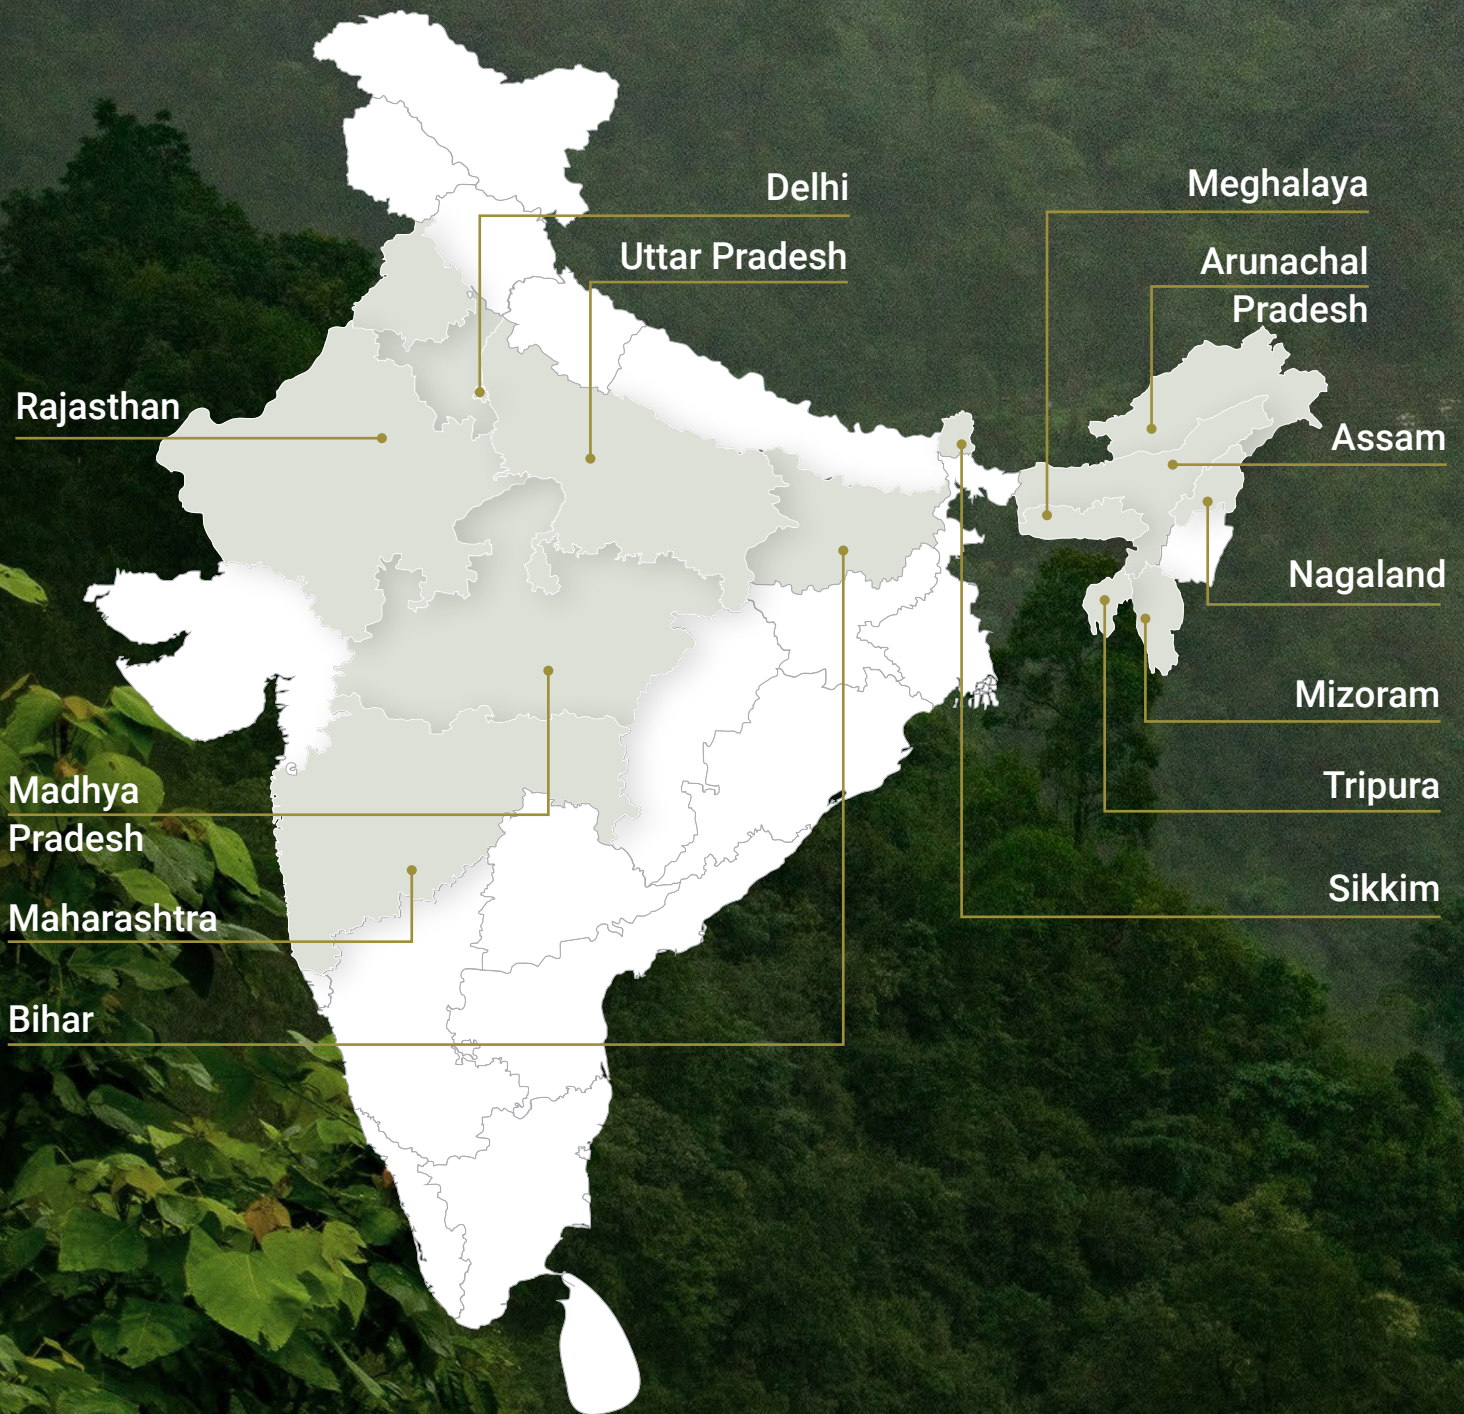 Delhi
Uttar Pradesh
Meghalaya
Arunachal
Pradesh
Rajasthan
Assam
Nagaland
Mizoram
Madhya
Pradesh
Tripura
Maharashtra
Sikkim
Bihar